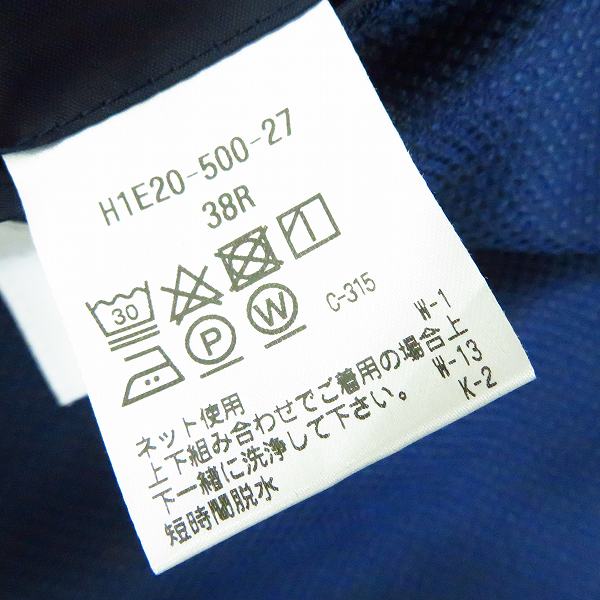 H1E20-500-27
38R
30
P W C-315
W-1
W-13
K-2
ネット使用
上下組み合わせでご着用の場合上
下一緒に洗浄して下さい。
短時間脱水